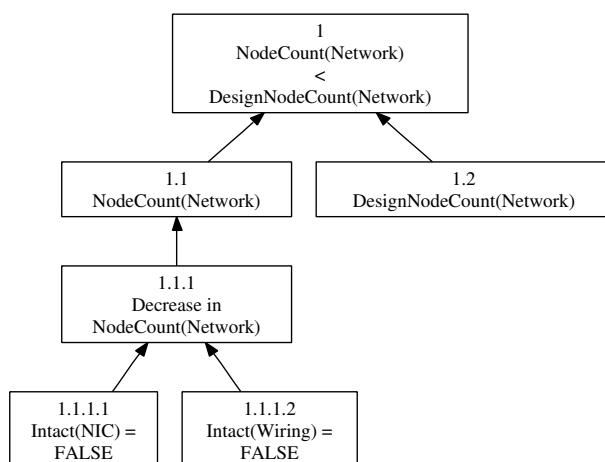 1
NodeCount(Network)
<
DesignNodeCount(Network)
1.1
NodeCount(Network)
1.2
DesignNodeCount(Network)
1.1.1
Decrease in
NodeCount(Network)
1.1.1.1
Intact(NIC) =
FALSE
1.1.1.2
Intact(Wiring) =
FALSE